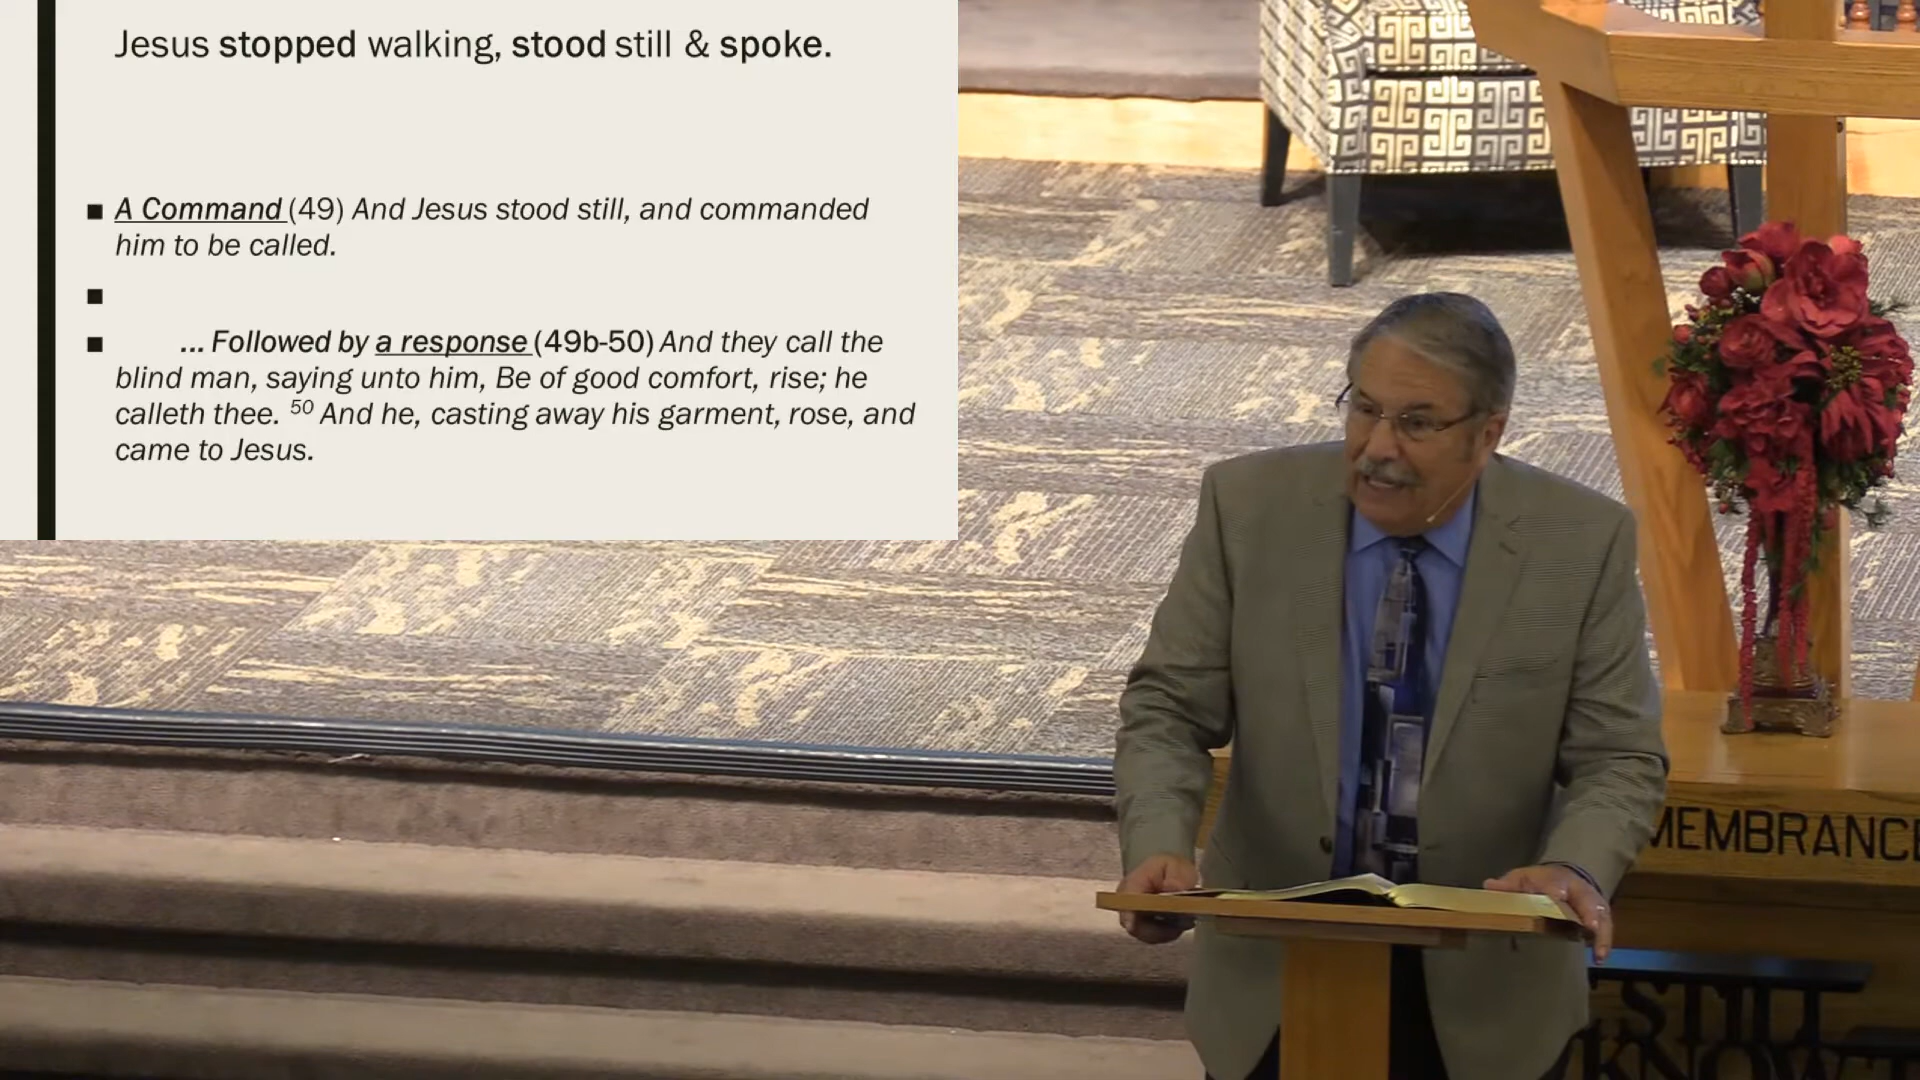 Jesus stopped walking, stood still & spoke.
■ A Command (49) And Jesus stood still, and commanded
him to be called.
■
■ ... Followed by a response (49b-50) And they call the
blind man, saying unto him, Be of good comfort, rise; he
calleth thee. 50 And he, casting away his garment, rose, and
came to Jesus.
MEMBRANCE
STILL
KNOW